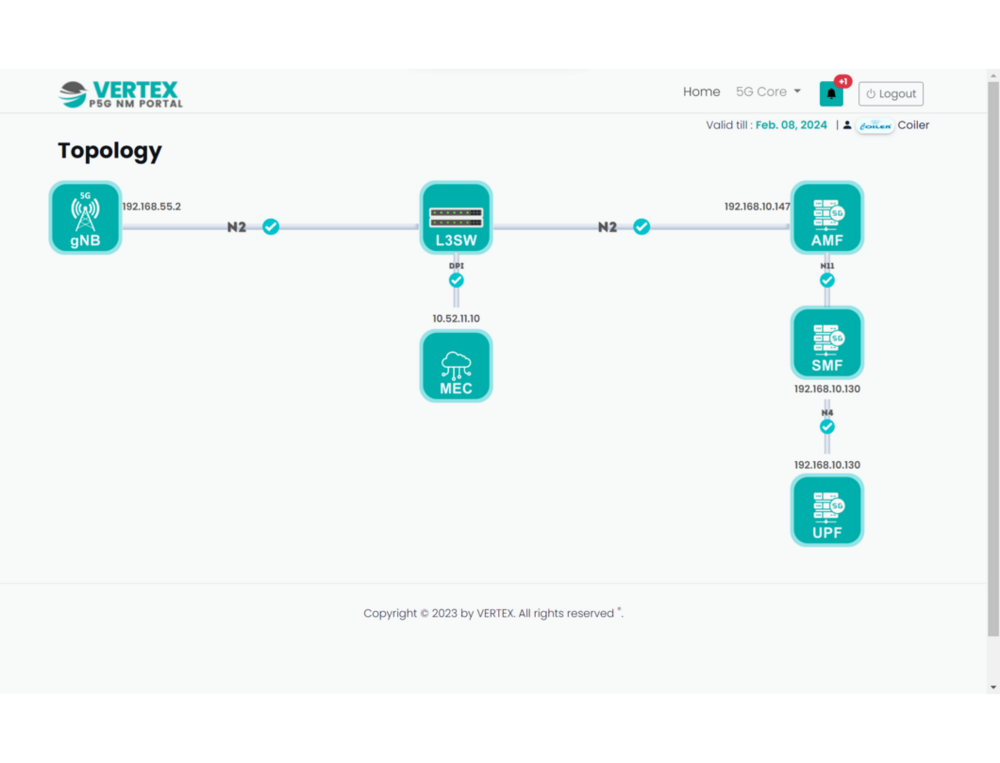 VERTEX
P5G NM PORTAL
Home 5G Core +1 Logout
Valid till : Feb. 08, 2024 | COILER Coiler
Topology
5G
gNB
192.168.55.2
N2
L3SW
N2
192.168.10.147
5G
AMF
DPI
N11
10.52.11.10
MEC
5G
SMF
192.168.10.130
N4
192.168.10.130
5G
UPF
Copyright © 2023 by VERTEX. All rights reserved ".